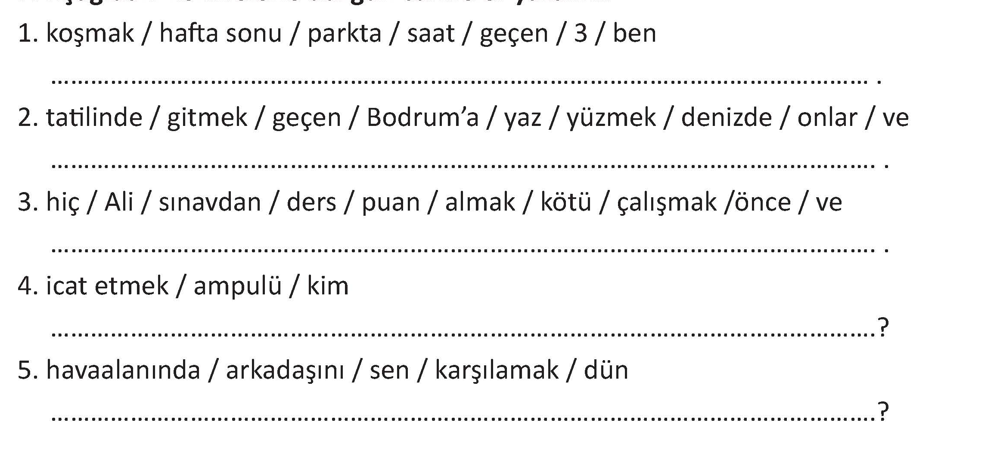 1. koşmak / hafta sonu / parkta / saat / geçen / 3 / ben
.................................................................................................................... .
2. tatilinde / gitmek / geçen / Bodrum’a / yaz / yüzmek / denizde / onlar / ve
..................................................................................................................... .
3. hiç / Ali / sınavdan / ders / puan / almak / kötü / çalışmak /önce / ve
..................................................................................................................... .
4. icat etmek / ampulü / kim
.....................................................................................................................?
5. havaalanında / arkadaşını / sen / karşılamak / dün
.....................................................................................................................?